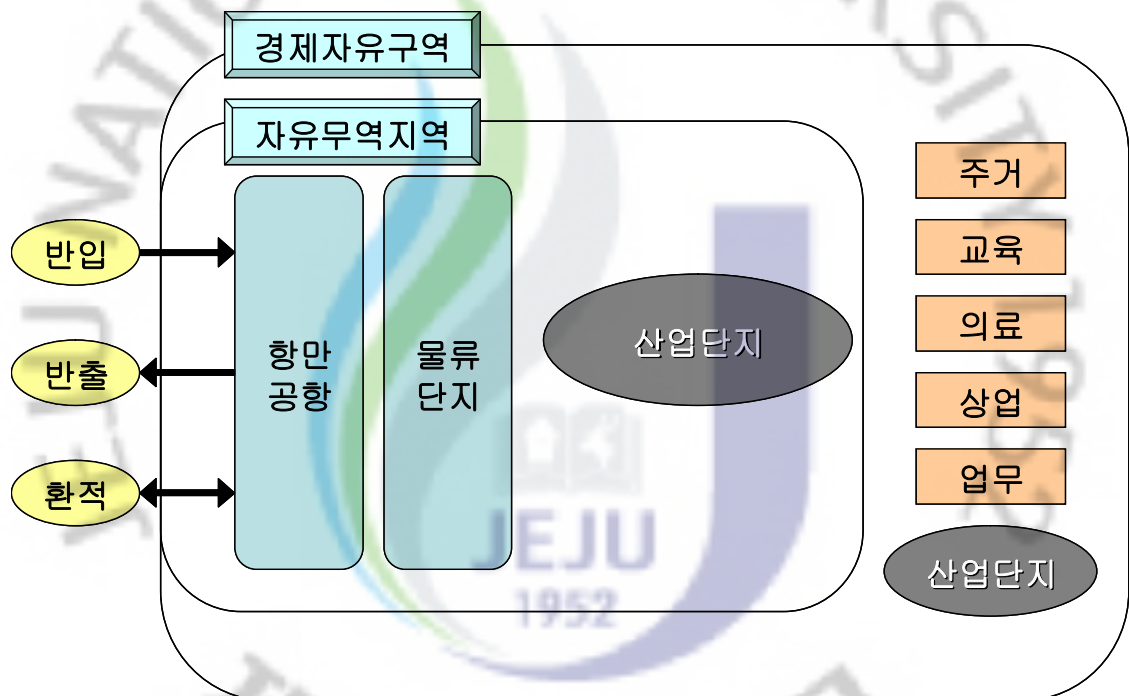 경제자유구역
자유무역지역
반입
반출
환적
항만
공항
물류
단지
산업단지
주거
교육
의료
상업
업무
산업단지
JEJU
1952